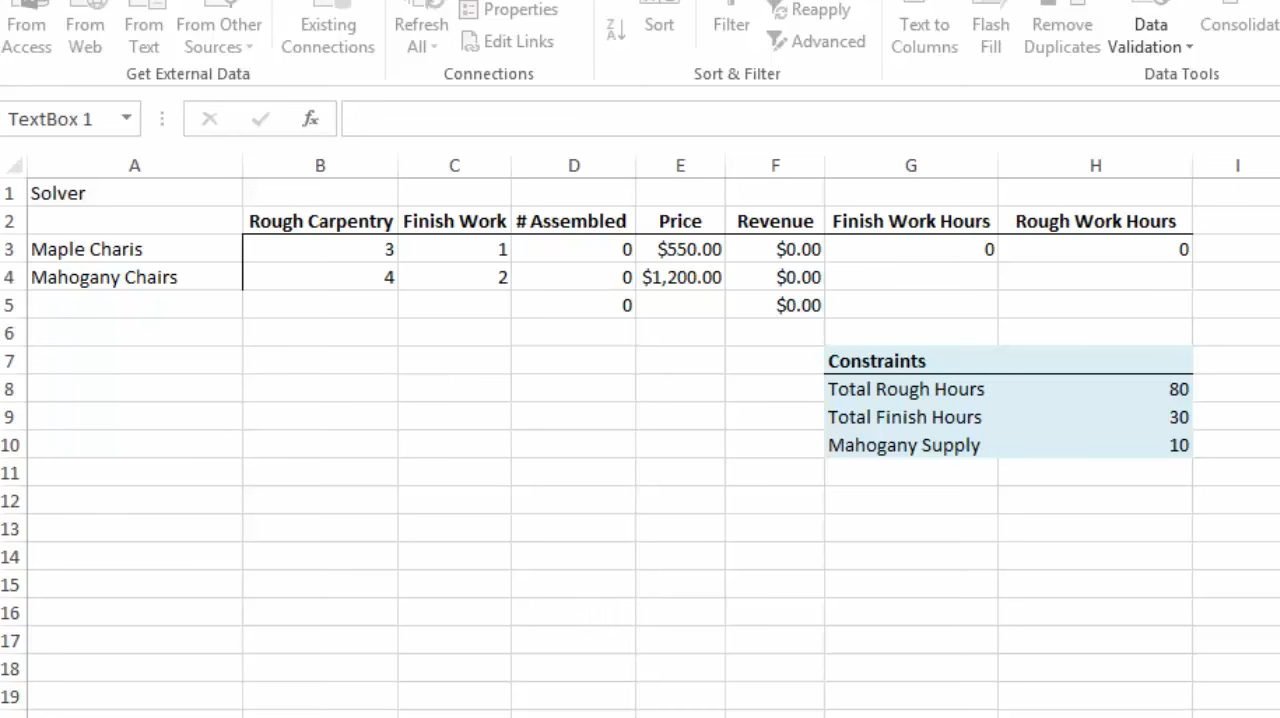 From Access
From Web
From Text
From Other Sources
Existing Connections
Refresh All
Properties
Edit Links
Sort
Filter
Reapply
Advanced
Text to Columns
Flash Fill
Remove Duplicates
Data Validation
Consolidat
Get External Data
Connections
Sort & Filter
Data Tools
TextBox 1
fx
A B C D E F G H I
1 Solver
2 Rough Carpentry Finish Work # Assembled Price Revenue Finish Work Hours Rough Work Hours
3 Maple Charis 3 1 0 $550.00 $0.00 0 0
4 Mahogany Chairs 4 2 0 $1,200.00 $0.00
5 0 $0.00
6
7 Constraints
8 Total Rough Hours 80
9 Total Finish Hours 30
10 Mahogany Supply 10
11
12
13
14
15
16
17
18
19